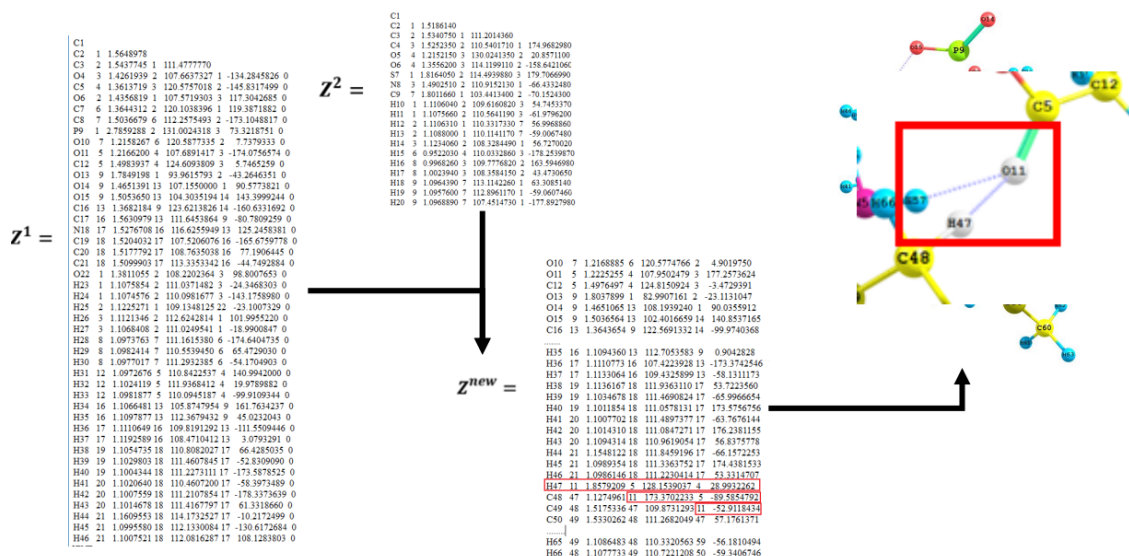 C1
C2 1 1.5648978
C3 2 1.5437745 1 111.4777770
O4 3 1.4261939 2 107.6637327 1 -134.2845826 0
C5 4 1.3613719 3 120.5757318 2 -145.8317499 0
O6 2 1.4356819 1 107.5719303 3 117.3042685 0
C7 6 1.3644312 2 120.1038396 1 119.3871882 0
C8 7 1.5036679 6 112.2575493 2 -173.1048817 0
P9 1 2.7859288 2 131.0024318 3 73.3218751 0
O10 7 1.2158267 6 120.5877335 2 7.7379333 0
O11 5 1.2166200 4 107.6891417 3 -174.0756574 0
C12 5 1.4983937 4 124.6093809 3 5.7465259 0
O13 9 1.7849198 1 93.9615793 2 -43.2646351 0
O14 9 1.4651391 13 107.1550000 1 90.5773821 0
O15 9 1.5053650 13 104.3035194 14 143.3999244 0
C16 13 1.3682184 9 123.6213826 1 -160.6331692 0
C17 16 1.5630979 13 111.6453864 9 -80.7809259 0
N18 17 1.5276708 16 116.6255949 13 125.2458381 0
C19 18 1.5204032 17 107.5206076 16 -165.6759778 0
C20 18 1.5177792 17 108.7635038 16 77.1906445 0
C21 18 1.5099903 17 113.3335342 16 -44.7492884 0
O22 1 1.3811055 2 108.2202364 3 98.8007653 0
H23 1 1.1075854 2 111.0371482 3 -24.3468303 0
H24 1 1.1074576 2 110.0981677 3 -143.1758980 0
H25 2 1.1225271 1 109.1348125 22 -23.1007329 0
H26 3 1.1121346 2 112.6242814 1 101.9955220 0
H27 3 1.1068408 2 111.0249541 1 -18.9900847 0
H28 8 1.0973763 7 111.1615380 6 -174.6404735 0
H29 8 1.0982414 7 110.5539450 6 65.4729030 0
H30 8 1.0977017 7 111.2932385 6 -54.1704903 0
H31 12 1.0972676 5 110.8422537 4 140.9942000 0
H32 12 1.1024119 5 111.9368412 4 19.9789882 0
H33 12 1.0981877 5 110.0945187 4 -99.9109344 0
H34 16 1.1066481 13 105.8747954 9 161.7634237 0
H35 16 1.1097877 13 112.3679432 9 45.0232043 0
H36 17 1.1110649 16 109.8191292 13 -111.5509446 0
H37 17 1.1192589 16 108.4710412 13 3.0793291 0
H38 19 1.1054735 18 110.8082027 17 66.4285035 0
H39 19 1.1029803 18 111.4607845 17 -52.8309090 0
H40 19 1.1004344 18 111.2273111 17 -173.5878525 0
H41 20 1.1020640 18 110.4607200 17 -58.3973489 0
H42 20 1.1007559 18 111.2107854 17 -178.3373639 0
H43 20 1.1014678 18 111.4167797 17 61.3318660 0
H44 21 1.1609553 18 114.1732527 17 -10.2172499 0
H45 21 1.0995580 18 112.1330084 17 -130.6172684 0
H46 21 1.1007521 18 112.0816287 17 108.1283803 0
Z¹ =
C1
C2 1 1.5186140
C3 2 1.5340750 1 111.2014360
C4 3 1.5252350 2 110.5401710 1 174.9682980
O5 4 1.2152150 3 130.0241350 2 20.8571100
O6 4 1.3556200 3 114.1199110 2 -158.6421060
S7 1 1.8164050 2 114.4939880 3 179.7066990
N8 3 1.4902510 2 110.9152130 1 -66.4332480
C9 7 1.8011660 1 103.4413400 2 -70.1524300
H10 1 1.1106040 2 109.6160820 3 54.7453370
H11 1 1.1075660 2 110.5641190 3 -61.9796200
H12 2 1.1106310 1 110.3317330 7 56.9968860
H13 2 1.1088000 1 110.1141170 7 -59.0067480
H14 3 1.1234060 2 108.3284490 1 56.7270020
H15 6 0.9522030 4 110.0332860 3 -178.2539870
H16 8 0.9968260 3 109.7776820 2 163.5946980
H17 8 1.0023940 3 108.3584150 2 43.4730650
H18 9 1.0964390 7 113.1142260 1 63.3085140
H19 9 1.0957600 7 112.8961170 1 -59.0607460
H20 9 1.0968890 7 107.4514730 1 -177.8927980
Z² =
O10 7 1.2168885 6 120.5774766 2 4.9019750
O11 5 1.2225255 4 107.9502479 3 177.2573624
C12 5 1.4976497 4 124.8150924 3 -3.4729391
O13 9 1.8037899 1 82.9907161 2 -23.1131047
O14 9 1.4651065 13 108.1939240 1 90.0355912
O15 9 1.5036564 13 102.4016659 14 140.8537165
C16 13 1.3643654 9 122.5691332 14 -99.9740368
........
H35 16 1.1094360 13 112.7053583 9 0.9042828
H36 17 1.1110773 16 107.4223928 13 -173.3742546
H37 17 1.1133064 16 109.4325899 13 -58.1311173
H38 19 1.1136167 18 111.9363110 17 53.7223560
H39 19 1.1034678 18 111.4690824 17 -65.9966654
H40 19 1.1011854 18 111.0578131 17 173.5756756
H41 20 1.1007702 18 111.4897377 17 -63.7676144
H42 20 1.1014310 18 111.0847271 17 176.2381155
H43 20 1.1094314 18 110.9619054 17 56.8375778
H44 21 1.1548122 18 111.8459196 17 -66.1572253
H45 21 1.0989354 18 111.3363752 17 174.4381533
H46 21 1.0986146 18 111.2230414 17 53.3314707
H47 11 1.8579209 5 128.1539037 4 28.9932262
C48 47 1.1274961 11 173.3702233 5 -89.5854792
C49 48 1.5175336 47 109.8731293 11 -52.9118434
C50 49 1.5330262 48 111.2682049 47 57.1761371
........
H65 49 1.1086483 48 110.3320563 59 -56.1810494
H66 48 1.1077733 49 110.7221208 50 -59.3406746
Zⁿᵉʷ =
O14
P9
C12
C5
O11
H57
N66
H47
C48
C60